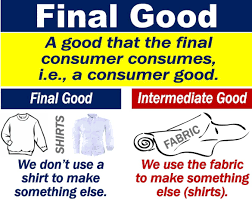 Final Good
A good that the final
consumer consumes,
i.e., a consumer good.
Final Good
SHIRTS
We don't use a
shirt to make
something else.
Intermediate Good
FABRIC
We use the fabric
to make something
else (shirts).